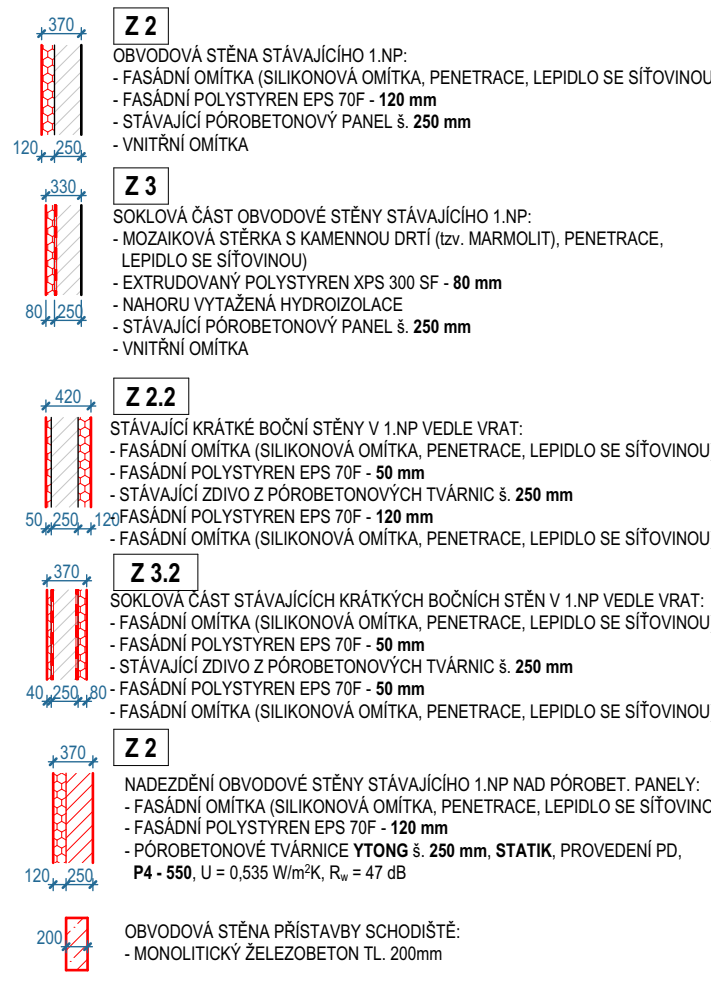 370
Z 2
OBVODOVÁ STĚNA STÁVAJÍCÍHO 1.NP:
- FASÁDNÍ OMÍTKA (SILIKONOVÁ OMÍTKA, PENETRACE, LEPIDLO SE SÍŤOVINOU
- FASÁDNÍ POLYSTYREN EPS 70F - 120 mm
- STÁVAJÍCÍ PÓROBETONOVÝ PANEL š. 250 mm
- VNITŘNÍ OMÍTKA
120 250
330
Z 3
SOKLOVÁ ČÁST OBVODOVÉ STĚNY STÁVAJÍCÍHO 1.NP:
- MOZAIKOVÁ STĚRKA S KAMENNOU DRTÍ (tzv. MARMOLIT), PENETRACE,
LEPIDLO SE SÍŤOVINOU)
- EXTRUDOVANÝ POLYSTYREN XPS 300 SF - 80 mm
- NAHORU VYTAŽENÁ HYDROIZOLACE
- STÁVAJÍCÍ PÓROBETONOVÝ PANEL š. 250 mm
- VNITŘNÍ OMÍTKA
80 250
420
Z 2.2
STÁVAJÍCÍ KRÁTKÉ BOČNÍ STĚNY V 1.NP VEDLE VRAT:
- FASÁDNÍ OMÍTKA (SILIKONOVÁ OMÍTKA, PENETRACE, LEPIDLO SE SÍŤOVINOU
- FASÁDNÍ POLYSTYREN EPS 70F - 50 mm
- STÁVAJÍCÍ ZDIVO Z PÓROBETONOVÝCH TVÁRNIC š. 250 mm
- FASÁDNÍ POLYSTYREN EPS 70F - 120 mm
- FASÁDNÍ OMÍTKA (SILIKONOVÁ OMÍTKA, PENETRACE, LEPIDLO SE SÍŤOVINOU
50 250 120
370
Z 3.2
SOKLOVÁ ČÁST STÁVAJÍCÍCH KRÁTKÝCH BOČNÍCH STĚN V 1.NP VEDLE VRAT:
- FASÁDNÍ OMÍTKA (SILIKONOVÁ OMÍTKA, PENETRACE, LEPIDLO SE SÍŤOVINOU
- FASÁDNÍ POLYSTYREN EPS 70F - 50 mm
- STÁVAJÍCÍ ZDIVO Z PÓROBETONOVÝCH TVÁRNIC š. 250 mm
- FASÁDNÍ POLYSTYREN EPS 70F - 50 mm
- FASÁDNÍ OMÍTKA (SILIKONOVÁ OMÍTKA, PENETRACE, LEPIDLO SE SÍŤOVINOU
40 250 80
370
Z 2
NADEZDĚNÍ OBVODOVÉ STĚNY STÁVAJÍCÍHO 1.NP NAD PÓROBET. PANELY:
- FASÁDNÍ OMÍTKA (SILIKONOVÁ OMÍTKA, PENETRACE, LEPIDLO SE SÍŤOVINO
- FASÁDNÍ POLYSTYREN EPS 70F - 120 mm
- PÓROBETONOVÉ TVÁRNICE YTONG š. 250 mm, STATIK, PROVEDENÍ PD,
P4 - 550, U = 0,535 W/m²K, Rw = 47 dB
120 250
200
OBVODOVÁ STĚNA PŘÍSTAVBY SCHODIŠTĚ:
- MONOLITICKÝ ŽELEZOBETON TL. 200mm